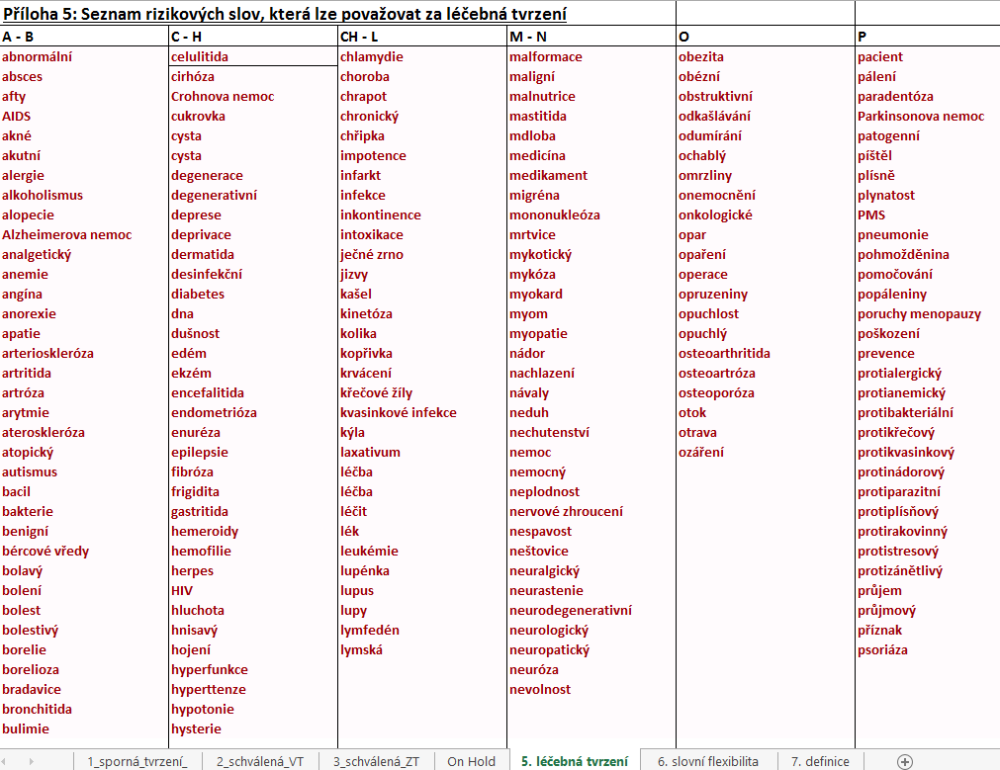 Příloha 5: Seznam rizikových slov, která lze považovat za léčebná tvrzení
A - B
abnormální
absces
afty
AIDS
akné
akutní
alergie
alkoholismus
alopecie
Alzheimerova nemoc
analgetický
anemie
angína
anorexie
apatie
arterioskleróza
artritida
artróza
arytmie
ateroskleróza
atopický
autismus
bacil
bakterie
benigní
bércové vředy
bolavý
bolení
bolest
bolestivý
borelie
borelioza
bradavice
bronchitida
bulimie
C - H
celulitida
cirhóza
Crohnova nemoc
cukrovka
cysta
cysta
degenerace
degenerativní
deprese
deprivace
dermatida
desinfekční
diabetes
dna
dušnost
edém
ekzém
encefalitida
endometrióza
enuréza
epilepsie
fibróza
frigidita
gastritida
hemeroidy
hemofilie
herpes
HIV
hluchota
hnisavý
hojení
hyperfunkce
hyperttenze
hypotonie
hysterie
CH - L
chlamydie
choroba
chrapot
chronický
chřipka
impotence
infarkt
infekce
inkontinence
intoxikace
ječné zrno
jizvy
kašel
kinetóza
kolika
kopřivka
krvácení
křečové žíly
kvasinkové infekce
kýla
laxativum
léčba
léčba
léčit
lék
leukémie
lupénka
lupus
lupy
lymfedén
lymská
M - N
malformace
maligní
malnutrice
mastitida
mdloba
medicína
medikament
migréna
mononukleóza
mrtvice
mykotický
mykóza
myokard
myom
myopatie
nádor
nachlazení
návaly
neduh
nechutenství
nemoc
nemocný
neplodnost
nervové zhroucení
nespavost
neštovice
neuralgický
neurastenie
neurodegenerativní
neurologický
neuropatický
neuróza
nevolnost
O
obezita
obézní
obstruktivní
odkašlávání
odumírání
ochablý
omrzliny
onemocnění
onkologické
opar
opaření
operace
opruzeniny
opuchlost
opuchlý
osteoarthritida
osteoartróza
osteoporóza
otok
otrava
ozáření
P
pacient
pálení
paradentóza
Parkinsonova nemoc
patogenní
píštěl
plísně
plynatost
PMS
pneumonie
pohmožděnina
pomočování
popáleniny
poruchy menopauzy
poškození
prevence
protialergický
protianemický
protibakteriální
protikřečový
protikvasinkový
protinádorový
protiparazitní
protiplísňový
protirakovinný
protistresový
protizánětlivý
průjem
průjmový
příznak
psoriáza
1_sporná_tvrzení_
2_schválená_VT
3_schválená_ZT
On Hold
5. léčebná tvrzení
6. slovní flexibilita
7. definice